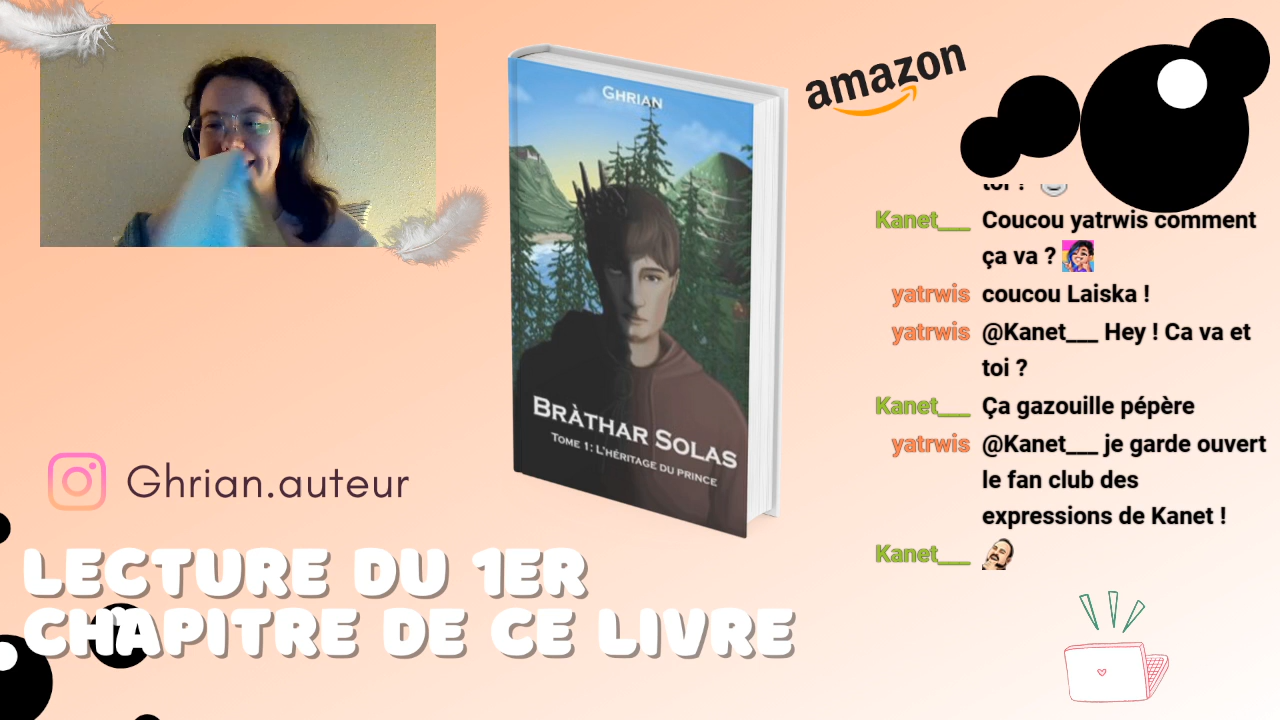 GHRIAN
BRÀTHAR SOLAS
TOME 1: L'HÉRITAGE DU PRINCE
amazon
Ghrian.auteur
LECTURE DU 1ER
CHAPITRE DE CE LIVRE
toi ?
Kanet___ Coucou yatrwis comment
ça va ?
yatrwis coucou Laiska !
yatrwis @Kanet___ Hey ! Ca va et
toi ?
Kanet___ Ça gazouille pépère
yatrwis @Kanet___ je garde ouvert
le fan club des
expressions de Kanet !
Kanet___